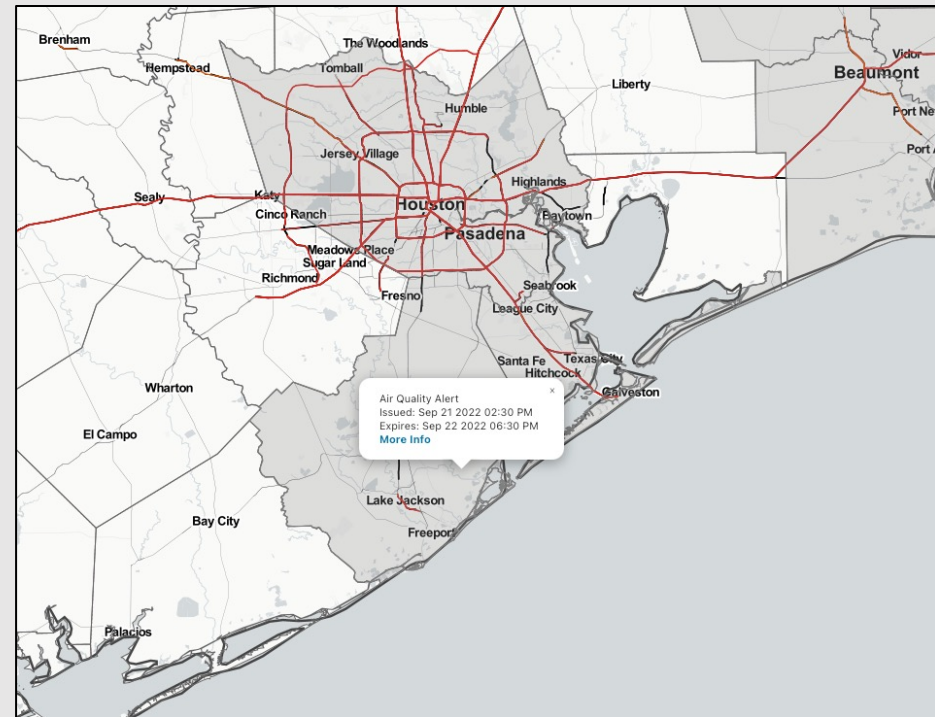 Brenham
The Woodlands
Hempstead
Tomball
Vidor
Beaumont
Liberty
Humble
Port Ne
Jersey Village
Port A
Highlands
Sealy
Katy
Houston
Cinco Ranch
Baytown
Pasadena
Meadows Place
Sugar Land
Richmond
Seabrook
Fresno
League City
Santa Fe
Texas City
Hitchcock
Wharton
Galveston
×
Air Quality Alert
Issued: Sep 21 2022 02:30 PM
Expires: Sep 22 2022 06:30 PM
More Info
El Campo
Lake Jackson
Bay City
Freeport
Palacios